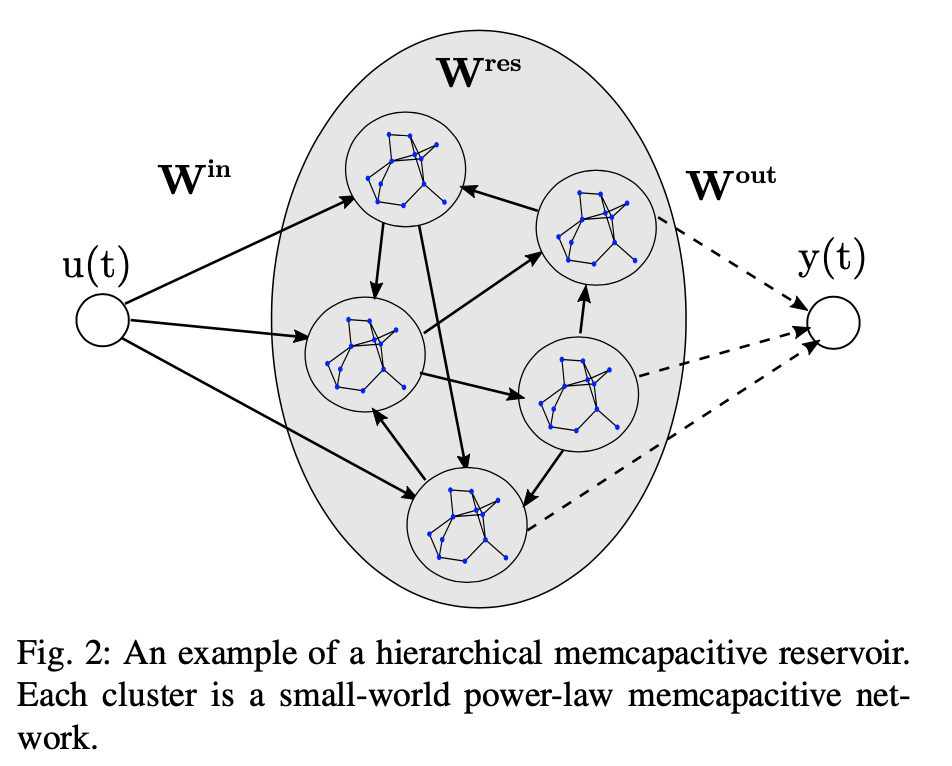 W^res
W^in
W^out
u(t)
y(t)
Fig. 2: An example of a hierarchical memcapacitive reservoir.
Each cluster is a small-world power-law memcapacitive net-
work.